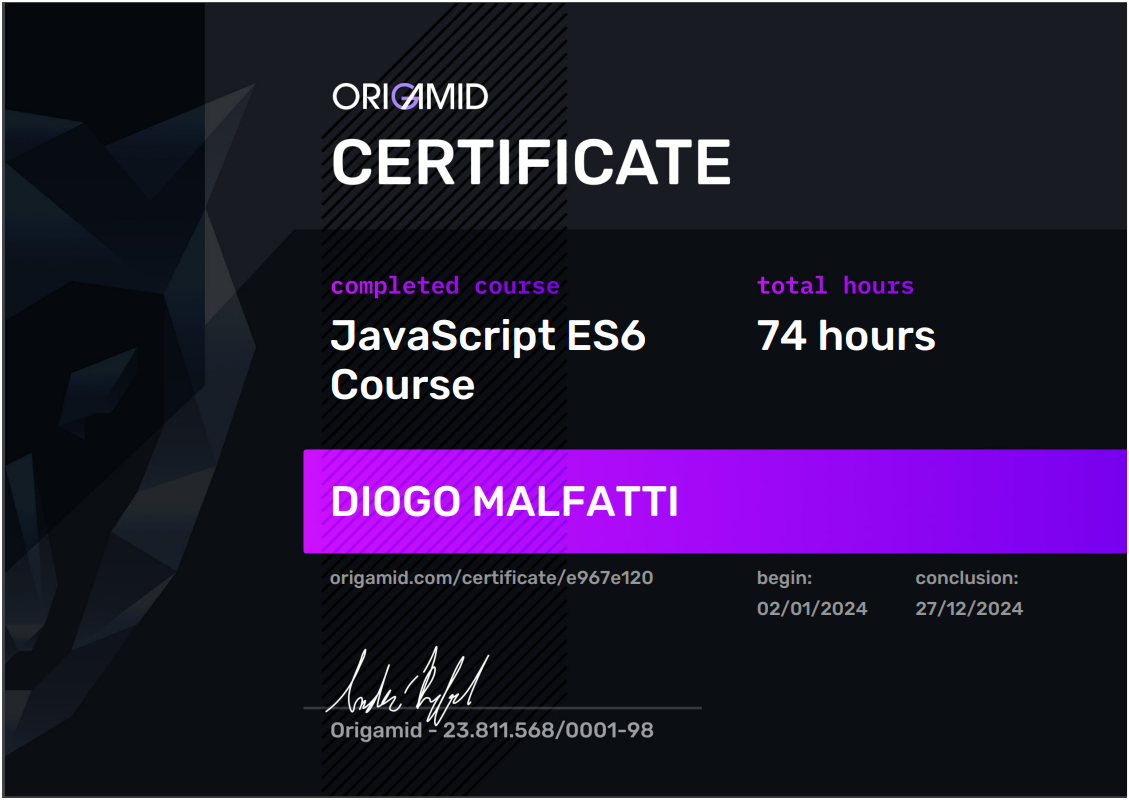 ORIGAMID
CERTIFICATE
completed course
total hours
JavaScript ES6
Course
74 hours
DIOGO MALFATTI
origamid.com/certificate/e967e120
begin:
conclusion:
02/01/2024
27/12/2024
Origamid - 23.811.568/0001-98